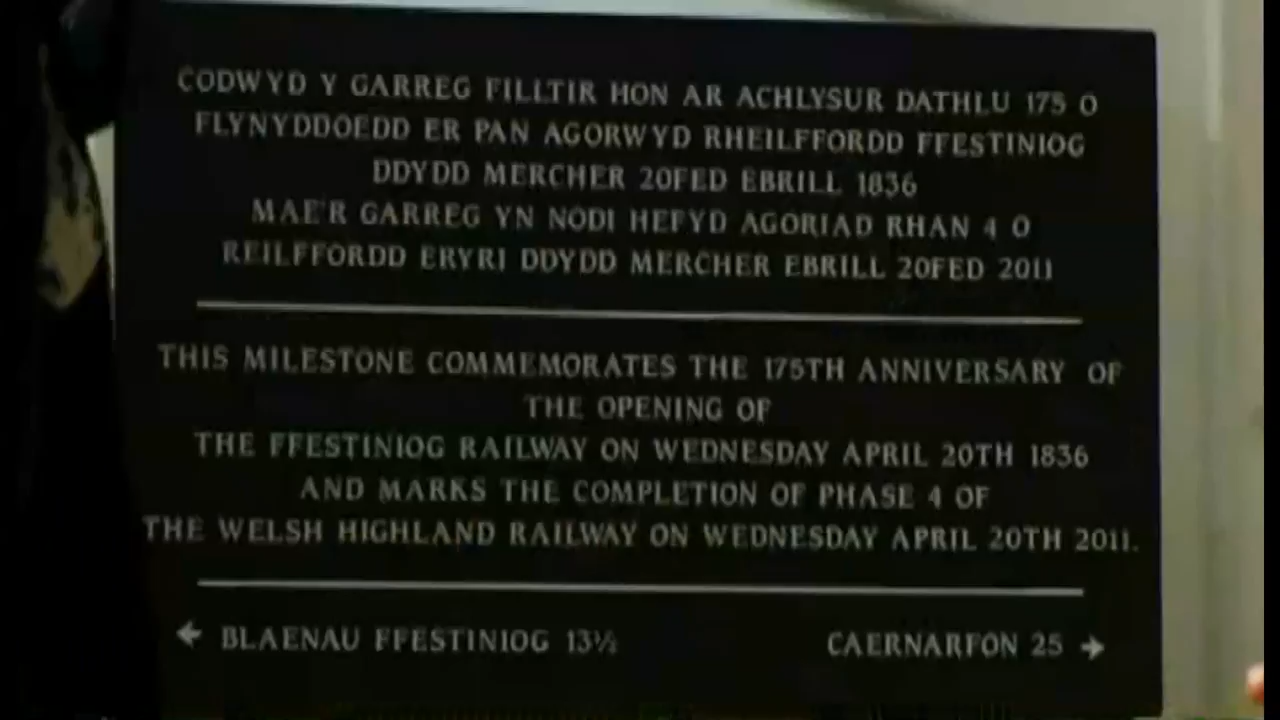 CODWYD Y GARREG FILLTIR HON AR ACHLYSUR DATHLU 175 O
FLYNYDDOEDD ER PAN AGORWYD RHEILFFORDD FFESTINIOG
DDYDD MERCHER 20FED EBRILL 1836
MAE'R GARREG YN NODI HEFYD AGORIAD RHAN 4 O
REILFFORDD ERYRI DDYDD MERCHER EBRILL 20FED 2011
THIS MILESTONE COMMEMORATES THE 175TH ANNIVERSARY OF
THE OPENING OF
THE FFESTINIOG RAILWAY ON WEDNESDAY APRIL 20TH 1836
AND MARKS THE COMPLETION OF PHASE 4 OF
THE WELSH HIGHLAND RAILWAY ON WEDNESDAY APRIL 20TH 2011.
← BLAENAU FFESTINIOG 13½ CAERNARFON 25 →